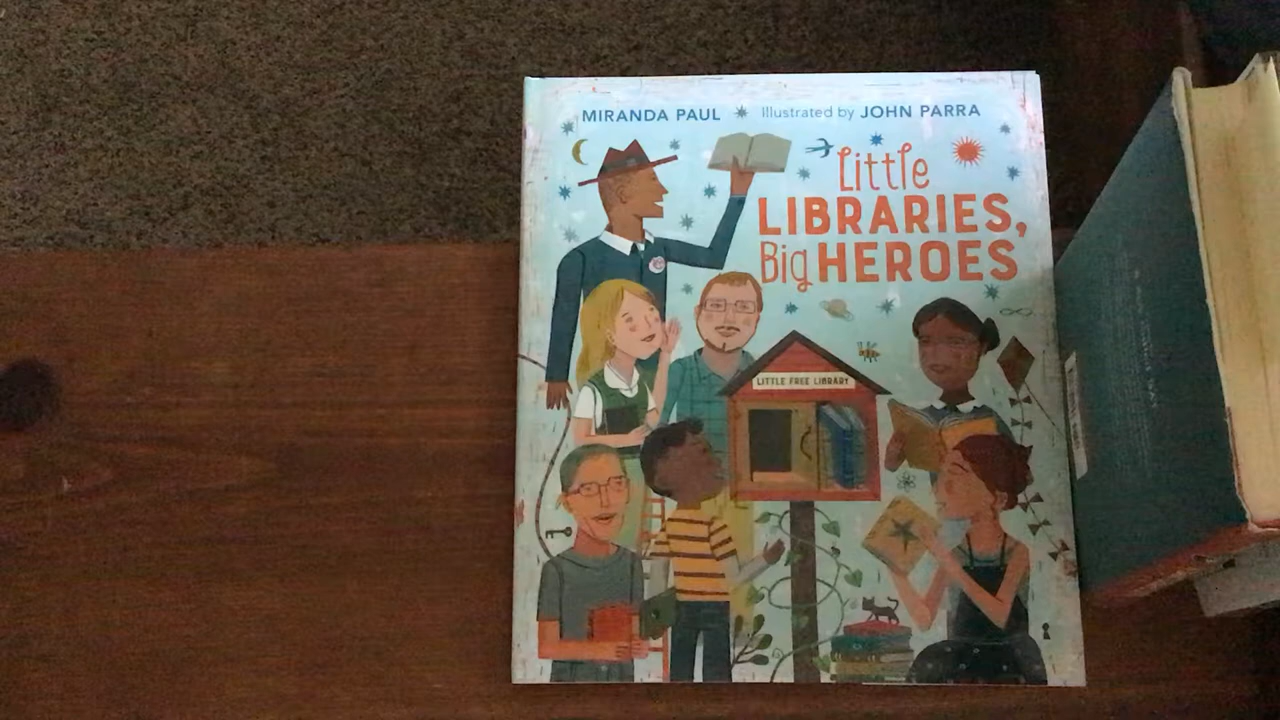 MIRANDA PAUL Illustrated by JOHN PARRA
Little
LIBRARIES,
Big HEROES
LITTLE FREE LIBRARY